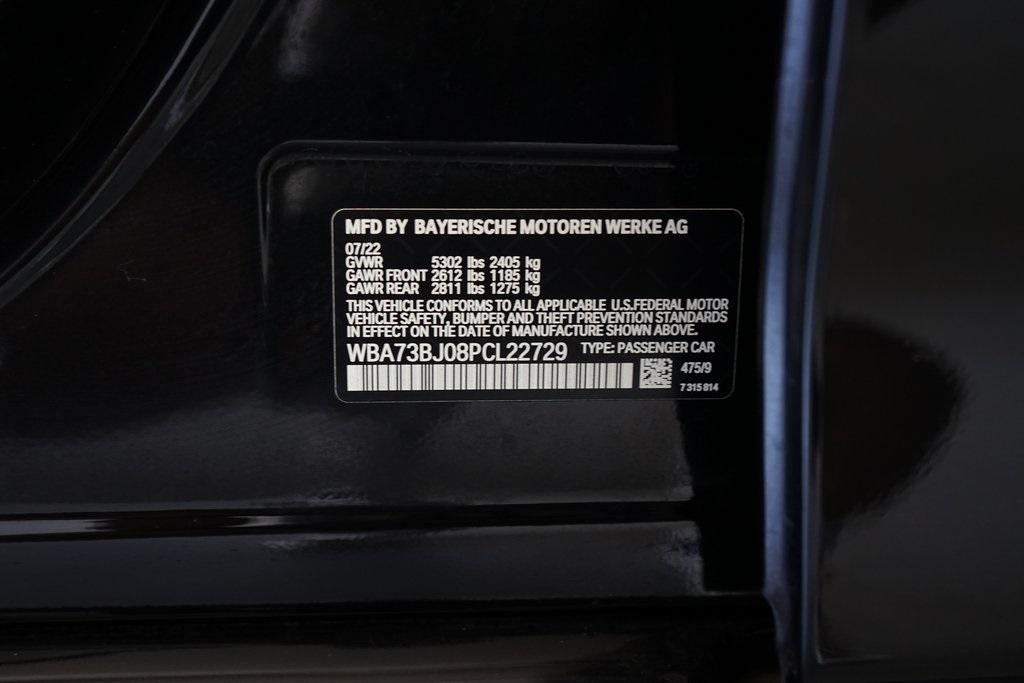 MFD BY BAYERISCHE MOTOREN WERKE AG
07/22
GVWR 5302 lbs 2405 kg
GAWR FRONT 2612 lbs 1185 kg
GAWR REAR 2811 lbs 1275 kg
THIS VEHICLE CONFORMS TO ALL APPLICABLE U.S.FEDERAL MOTOR
VEHICLE SAFETY, BUMPER AND THEFT PREVENTION STANDARDS
IN EFFECT ON THE DATE OF MANUFACTURE SHOWN ABOVE.
WBA73BJ08PCL22729 TYPE: PASSENGER CAR
475/9
7 315 814